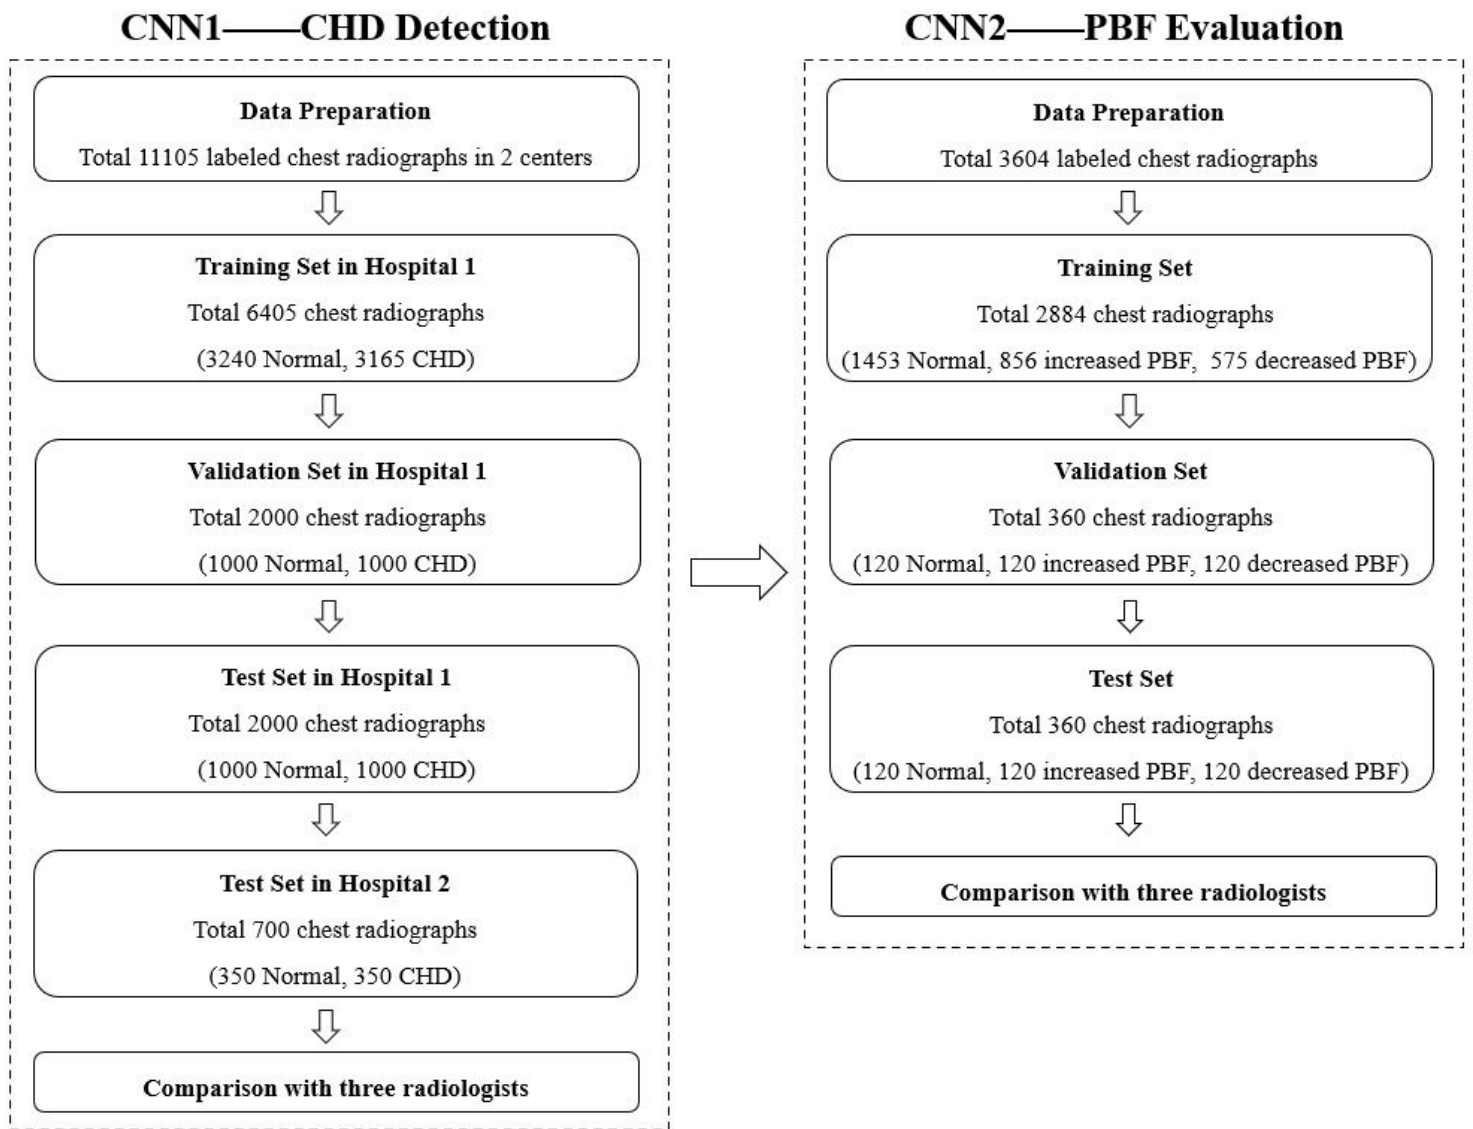 CNN1——CHD Detection
Data Preparation
Total 11105 labeled chest radiographs in 2 centers
Training Set in Hospital 1
Total 6405 chest radiographs
(3240 Normal, 3165 CHD)
Validation Set in Hospital 1
Total 2000 chest radiographs
(1000 Normal, 1000 CHD)
Test Set in Hospital 1
Total 2000 chest radiographs
(1000 Normal, 1000 CHD)
Test Set in Hospital 2
Total 700 chest radiographs
(350 Normal, 350 CHD)
Comparison with three radiologists
CNN2——PBF Evaluation
Data Preparation
Total 3604 labeled chest radiographs
Training Set
Total 2884 chest radiographs
(1453 Normal, 856 increased PBF, 575 decreased PBF)
Validation Set
Total 360 chest radiographs
(120 Normal, 120 increased PBF, 120 decreased PBF)
Test Set
Total 360 chest radiographs
(120 Normal, 120 increased PBF, 120 decreased PBF)
Comparison with three radiologists